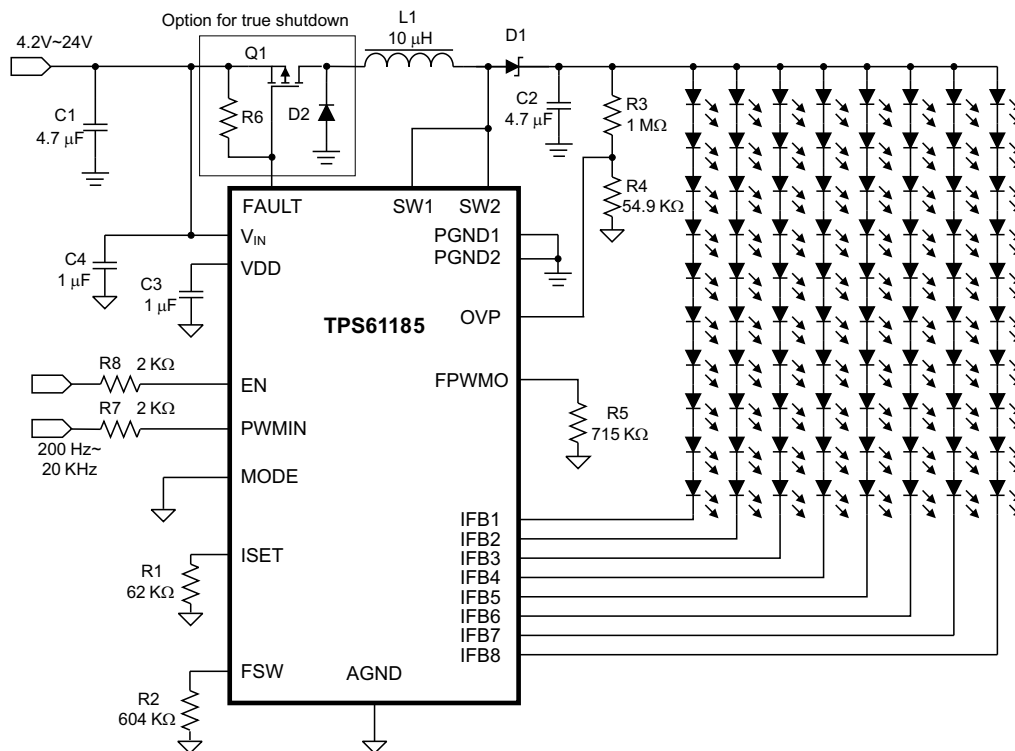 Option for true shutdown
4.2V~24V
L1
10 μH
D1
Q1
C1
4.7 μF
R6
D2
C2
4.7 μF
R3
1 MΩ
R4
54.9 KΩ
FAULT
SW1
SW2
VIN
PGND1
C4
1 μF
VDD
PGND2
C3
1 μF
TPS61185
OVP
R8
2 KΩ
EN
FPWMO
R7
2 KΩ
PWMIN
R5
715 KΩ
200 Hz~
20 KHz
MODE
IFB1
IFB2
ISET
IFB3
R1
62 KΩ
IFB4
IFB5
IFB6
IFB7
IFB8
FSW
AGND
R2
604 KΩ